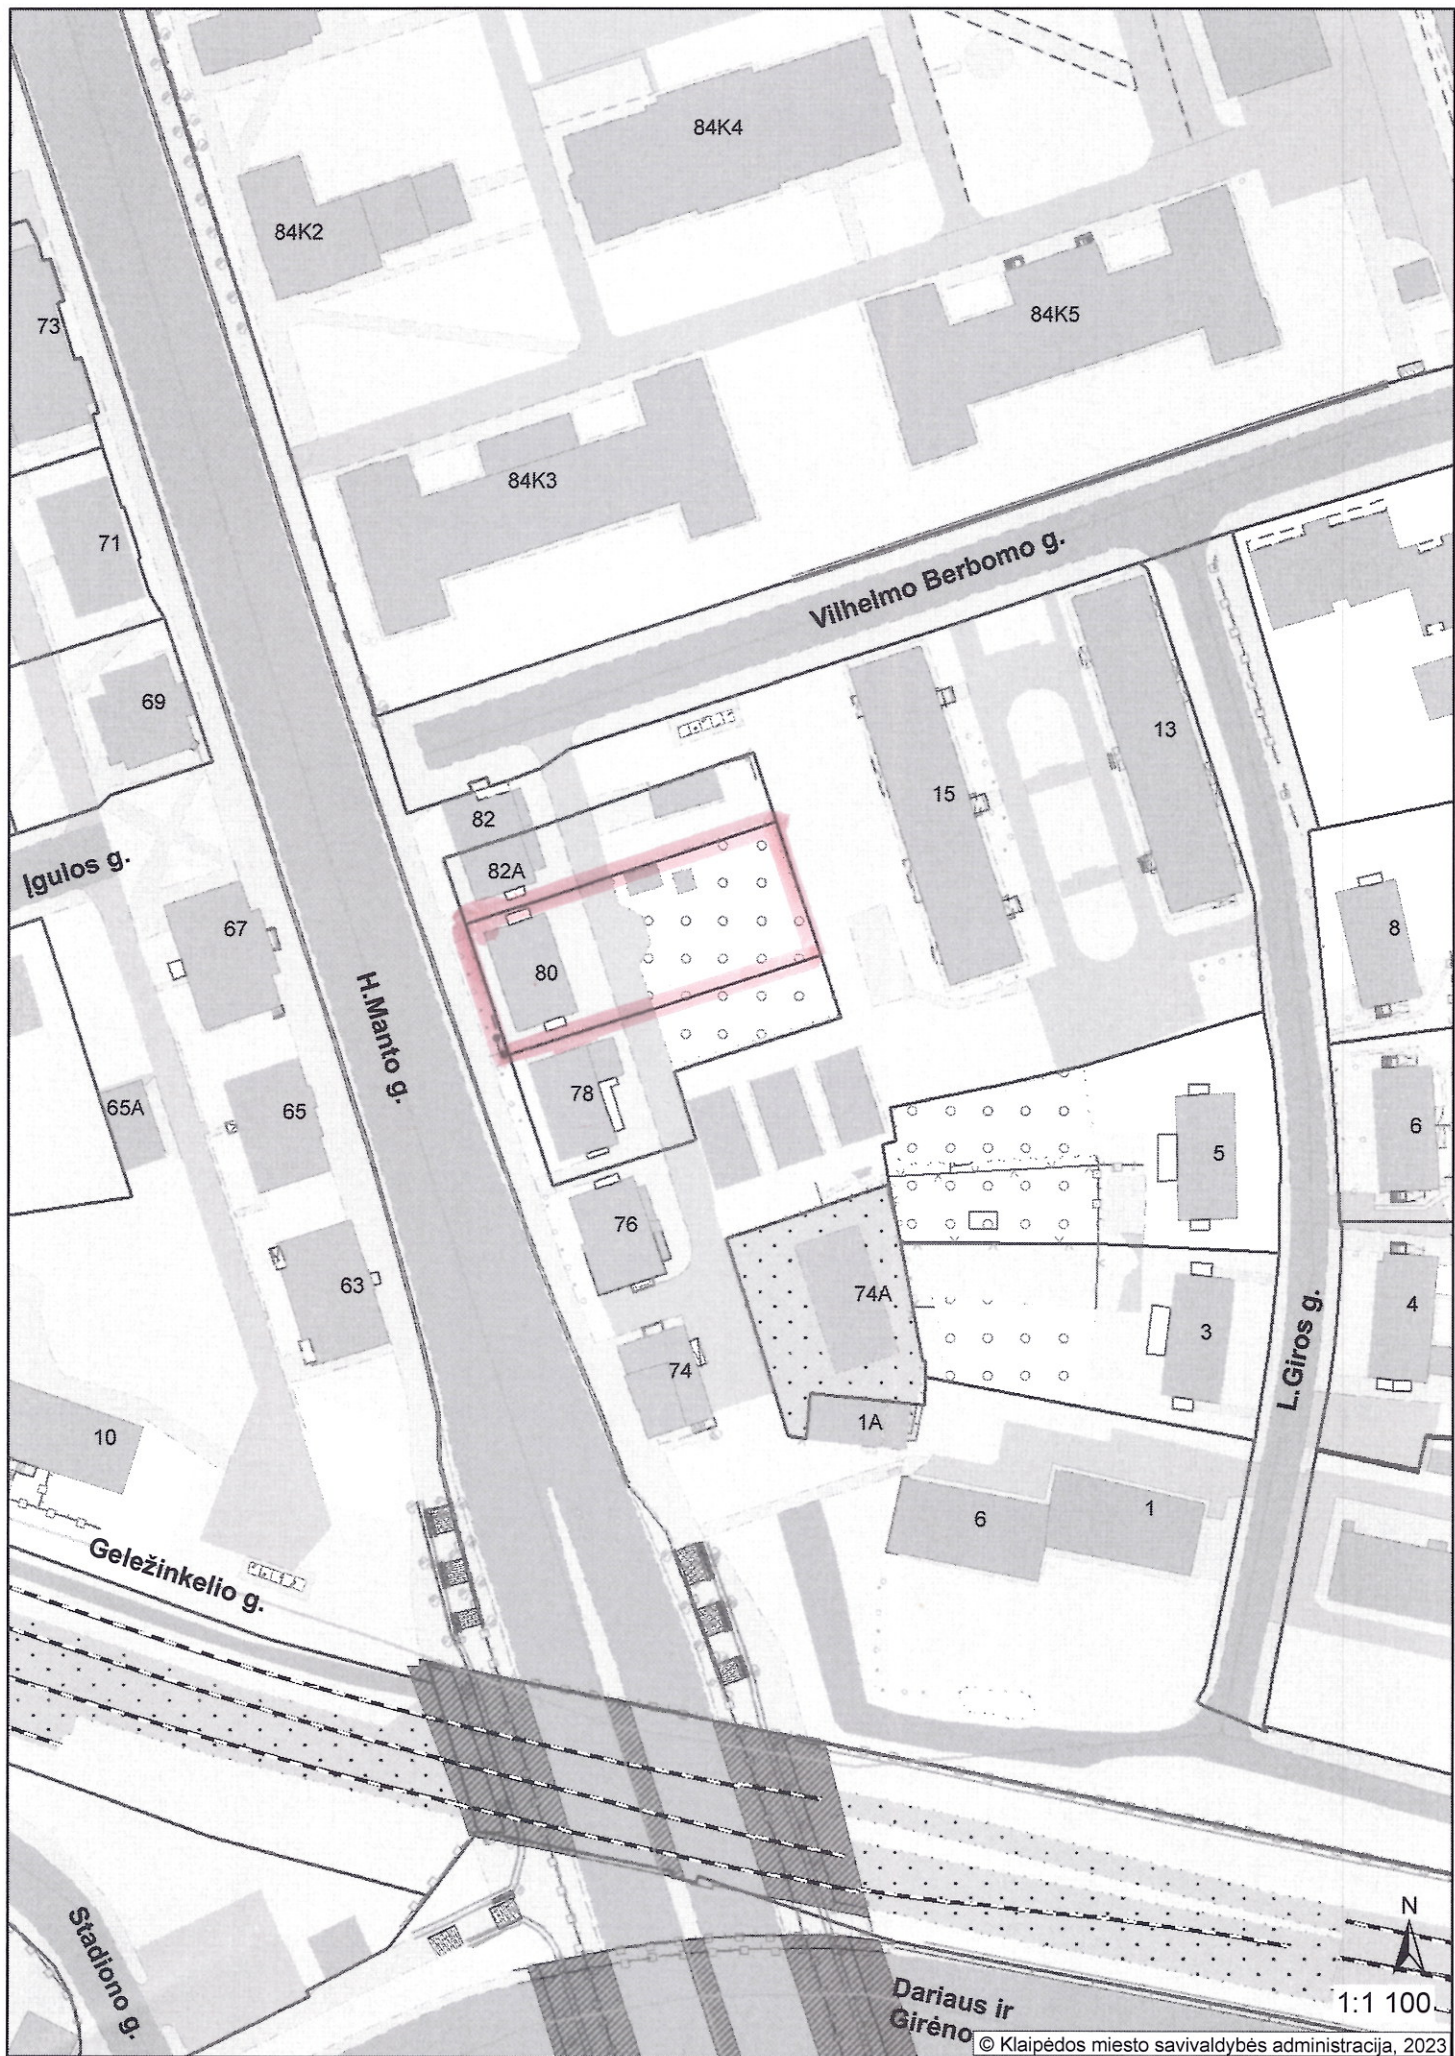 84K4
84K2
84K5
73
84K3
71
Vilhelmo Berbomo g.
69
13
15
82
82A
Įgulos g.
67
80
8
H.Manto g.
78
65A
65
6
5
76
63
74A
4
3
L.Giros g.
74
1A
10
6
1
Geležinkelio g.
Stadiono g.
N
Dariaus ir
Girėno
1:1 100
© Klaipėdos miesto savivaldybės administracija, 2023